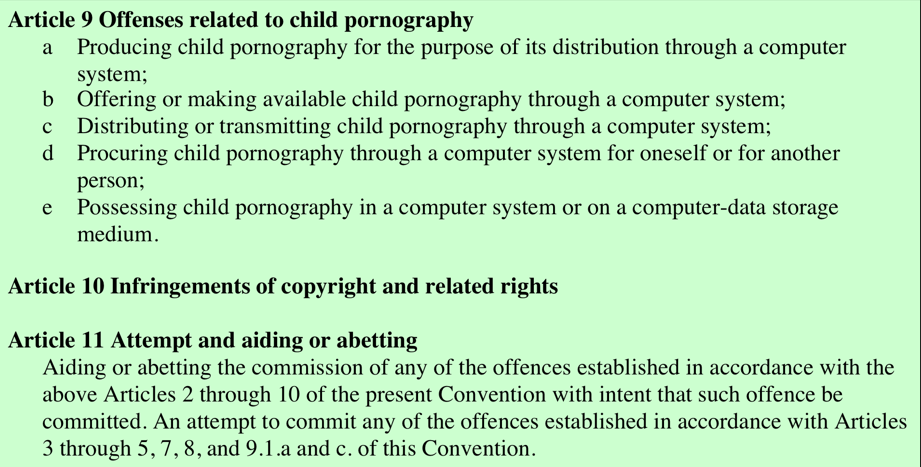 Article 9 Offenses related to child pornography
a Producing child pornography for the purpose of its distribution through a computer
system;
b Offering or making available child pornography through a computer system;
c Distributing or transmitting child pornography through a computer system;
d Procuring child pornography through a computer system for oneself or for another
person;
e Possessing child pornography in a computer system or on a computer-data storage
medium.
Article 10 Infringements of copyright and related rights
Article 11 Attempt and aiding or abetting
Aiding or abetting the commission of any of the offences established in accordance with the
above Articles 2 through 10 of the present Convention with intent that such offence be
committed. An attempt to commit any of the offences established in accordance with Articles
3 through 5, 7, 8, and 9.1.a and c. of this Convention.